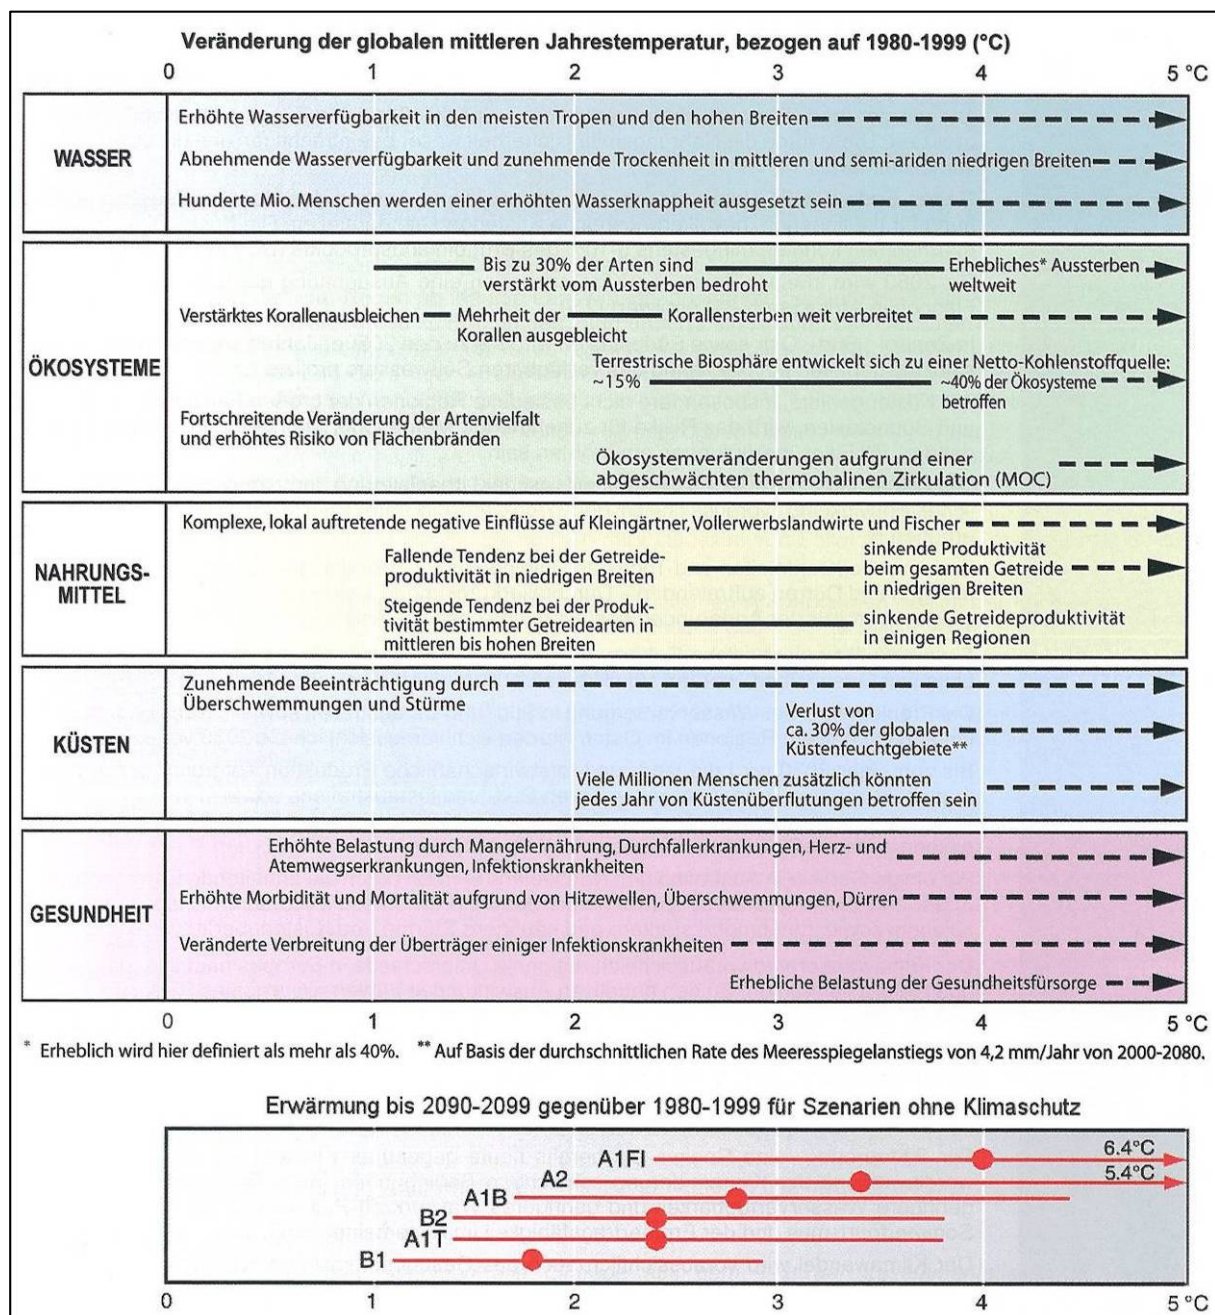 Veränderung der globalen mittleren Jahrestemperatur, bezogen auf 1980-1999 (°C)
0 1 2 3 4 5 °C
WASSER
Erhöhte Wasserverfügbarkeit in den meisten Tropen und den hohen Breiten
Abnehmende Wasserverfügbarkeit und zunehmende Trockenheit in mittleren und semi-ariden niedrigen Breiten
Hunderte Mio. Menschen werden einer erhöhten Wasserknappheit ausgesetzt sein
ÖKOSYSTEME
Bis zu 30% der Arten sind
verstärkt vom Aussterben bedroht
Erhebliches* Aussterben
weltweit
Verstärktes Korallenausbleichen
Mehrheit der
Korallen ausgebleicht
Korallensterben weit verbreitet
Terrestrische Biosphäre entwickelt sich zu einer Netto-Kohlenstoffquelle:
~15%
~40% der Ökosysteme
betroffen
Fortschreitende Veränderung der Artenvielfalt
und erhöhtes Risiko von Flächenbränden
Ökosystemveränderungen aufgrund einer
abgeschwächten thermohalinen Zirkulation (MOC)
NAHRUNGS-
MITTEL
Komplexe, lokal auftretende negative Einflüsse auf Kleingärtner, Vollerwerbslandwirte und Fischer
Fallende Tendenz bei der Getreide-
produktivität in niedrigen Breiten
sinkende Produktivität
beim gesamten Getreide
in niedrigen Breiten
Steigende Tendenz bei der Produk-
tivität bestimmter Getreidearten in
mittleren bis hohen Breiten
sinkende Getreideproduktivität
in einigen Regionen
KÜSTEN
Zunehmende Beeinträchtigung durch
Überschwemmungen und Stürme
Verlust von
ca. 30% der globalen
Küstenfeuchtgebiete**
Viele Millionen Menschen zusätzlich könnten
jedes Jahr von Küstenüberflutungen betroffen sein
GESUNDHEIT
Erhöhte Belastung durch Mangelernährung, Durchfallerkrankungen, Herz- und
Atemwegserkrankungen, Infektionskrankheiten
Erhöhte Morbidität und Mortalität aufgrund von Hitzewellen, Überschwemmungen, Dürren
Veränderte Verbreitung der Überträger einiger Infektionskrankheiten
Erhebliche Belastung der Gesundheitsfürsorge
0 1 2 3 4 5 °C
* Erheblich wird hier definiert als mehr als 40%. ** Auf Basis der durchschnittlichen Rate des Meeresspiegelanstiegs von 4,2 mm/Jahr von 2000-2080.
Erwärmung bis 2090-2099 gegenüber 1980-1999 für Szenarien ohne Klimaschutz
A1FI 6.4°C
A2 5.4°C
A1B
B2
A1T
B1
0 1 2 3 4 5 °C